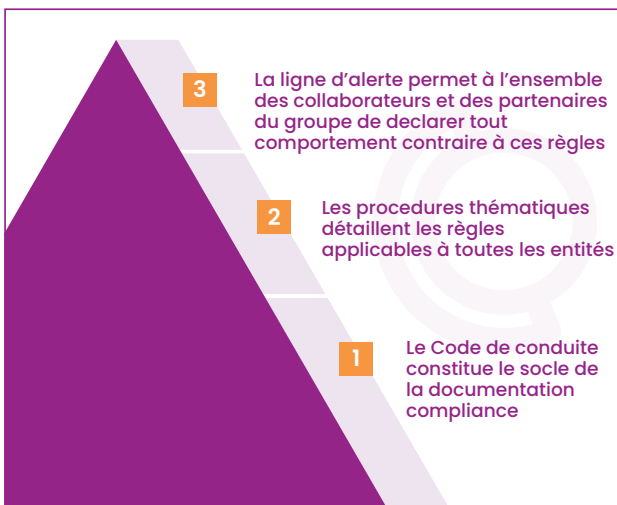 3
La ligne d'alerte permet à l'ensemble
des collaborateurs et des partenaires
du groupe de declarer tout
comportement contraire à ces règles
2
Les procedures thématiques
détaillent les règles
applicables à toutes les entités
1
Le Code de conduite
constitue le socle de
la documentation
compliance